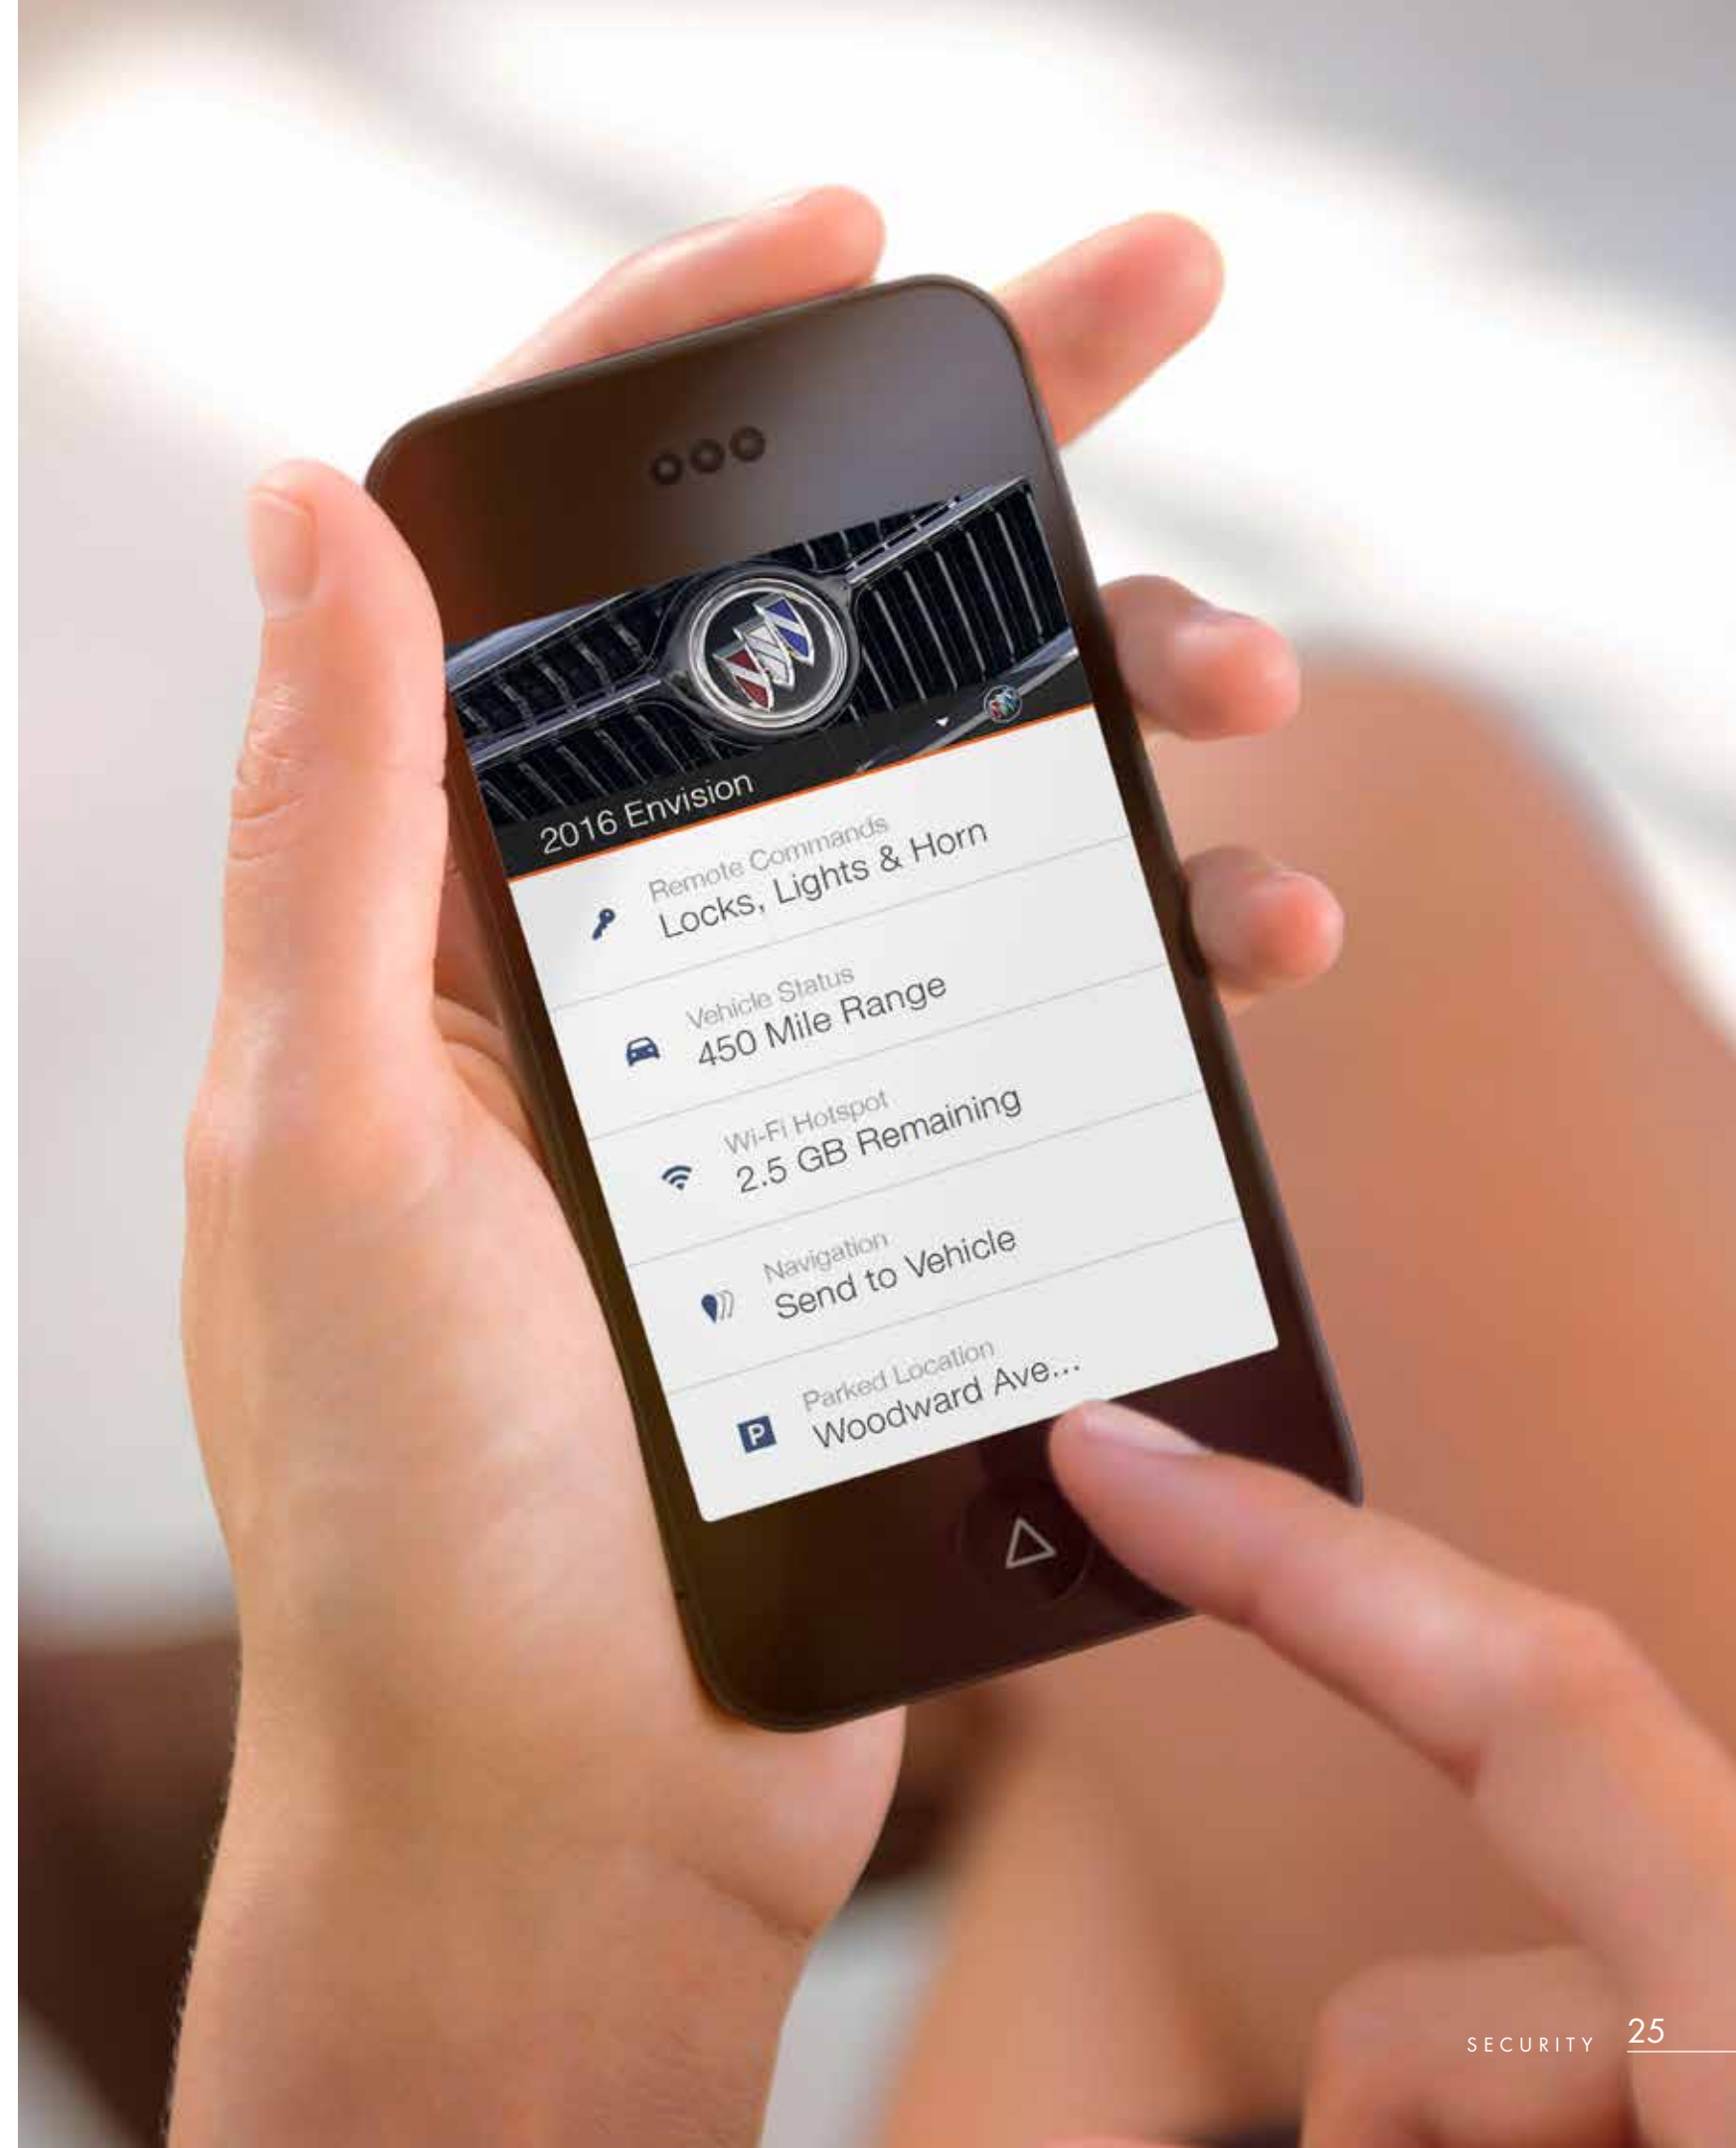 2016 Envision
Remote Commands
Locks, Lights & Horn
Vehicle Status
450 Mile Range
Wi-Fi Hotspot
2.5 GB Remaining
Navigation
Send to Vehicle
Parked Location
P
Woodward Ave...
SECURITY 25